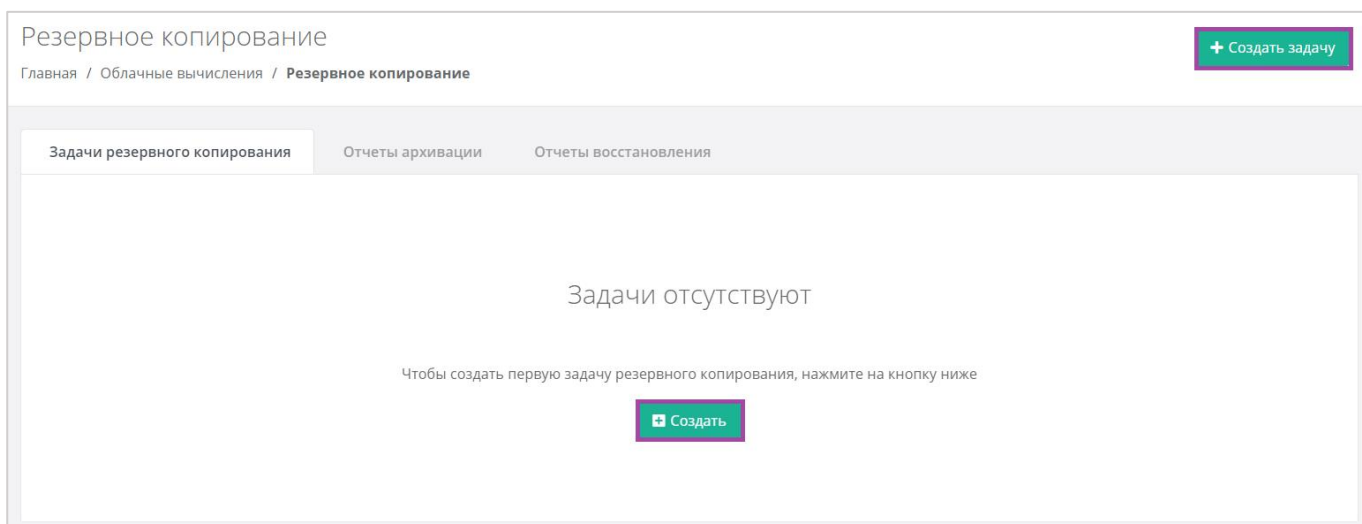 Резервное копирование
+ Создать задачу
Главная / Облачные вычисления / Резервное копирование
Задачи резервного копирования Отчеты архивации Отчеты восстановления
Задачи отсутствуют
Чтобы создать первую задачу резервного копирования, нажмите на кнопку ниже
Создать